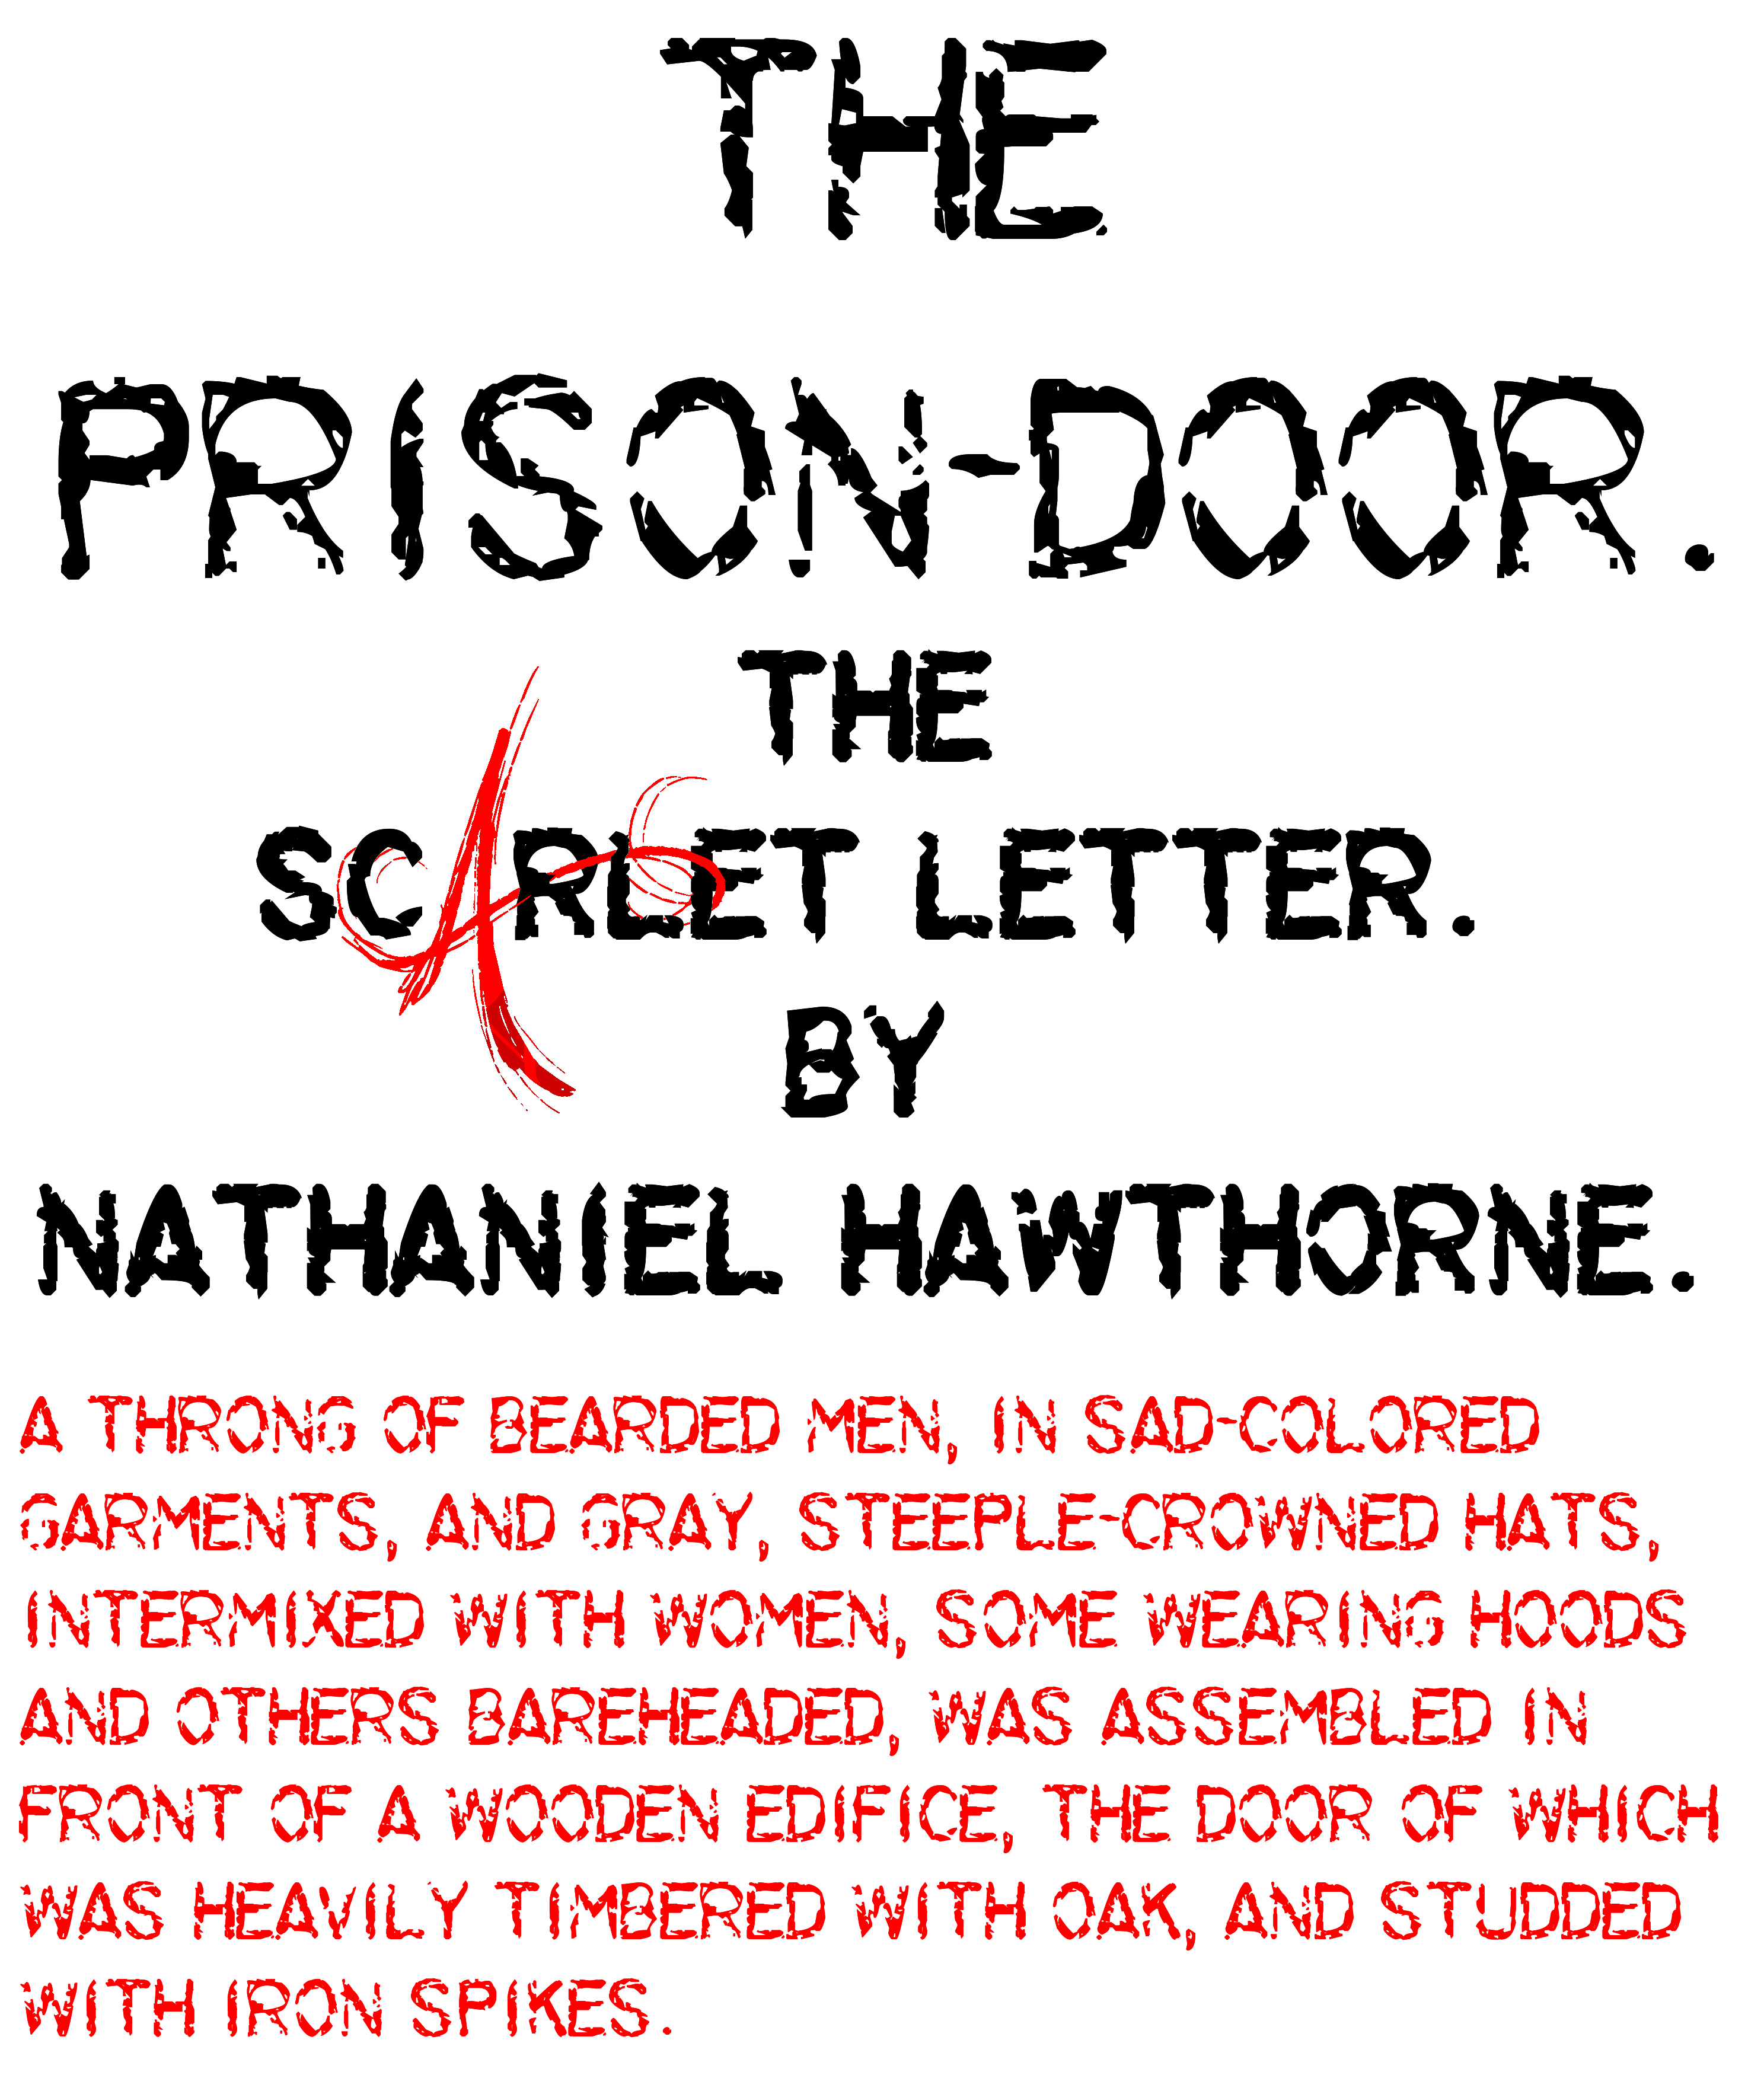 THE
PRISON-DOOR.
THE
SCARLET LETTER.
BY
NATHANIEL HAWTHORNE.
A THRONG OF BEARDED MEN, IN SAD-COLORED
GARMENTS, AND GRAY, STEEPLE-CROWNED HATS,
INTERMIXED WITH WOMEN, SOME WEARING HOODS
AND OTHERS BAREHEADED, WAS ASSEMBLED IN
FRONT OF A WOODEN EDIFICE, THE DOOR OF WHICH
WAS HEAVILY TIMBERED WITH OAK, AND STUDDED
WITH IRON SPIKES.